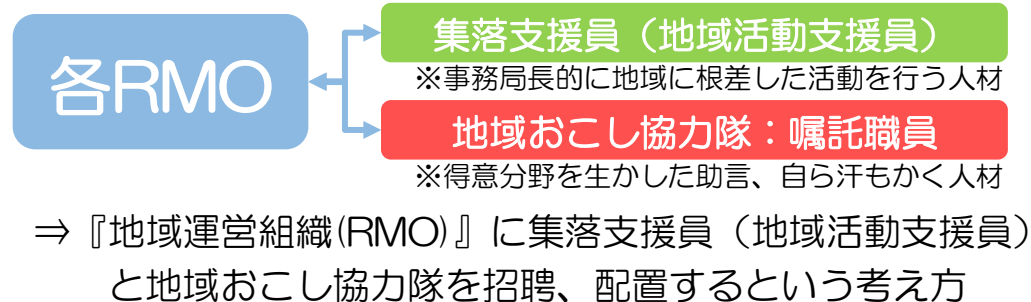 各RMO
集落支援員（地域活動支援員）
※事務局長的に地域に根差した活動を行う人材
地域おこし協力隊：嘱託職員
※得意分野を生かした助言、自ら汗もかく人材
⇒『地域運営組織(RMO)』に集落支援員（地域活動支援員）
と地域おこし協力隊を招聘、配置するという考え方